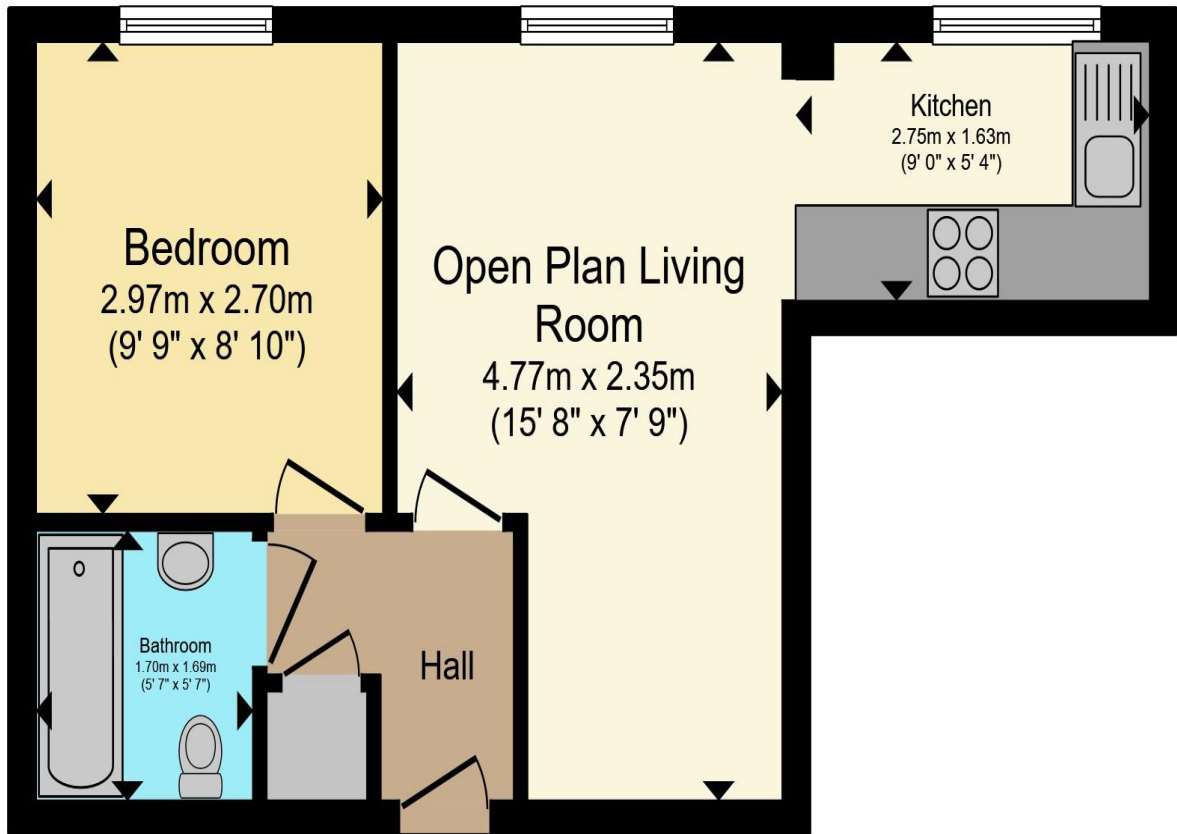 Bedroom
2.97m x 2.70m
(9' 9" x 8' 10")
Open Plan Living
Room
4.77m x 2.35m
(15' 8" x 7' 9")
Kitchen
2.75m x 1.63m
(9' 0" x 5' 4")
Bathroom
1.70m x 1.69m
(5' 7" x 5' 7")
Hall